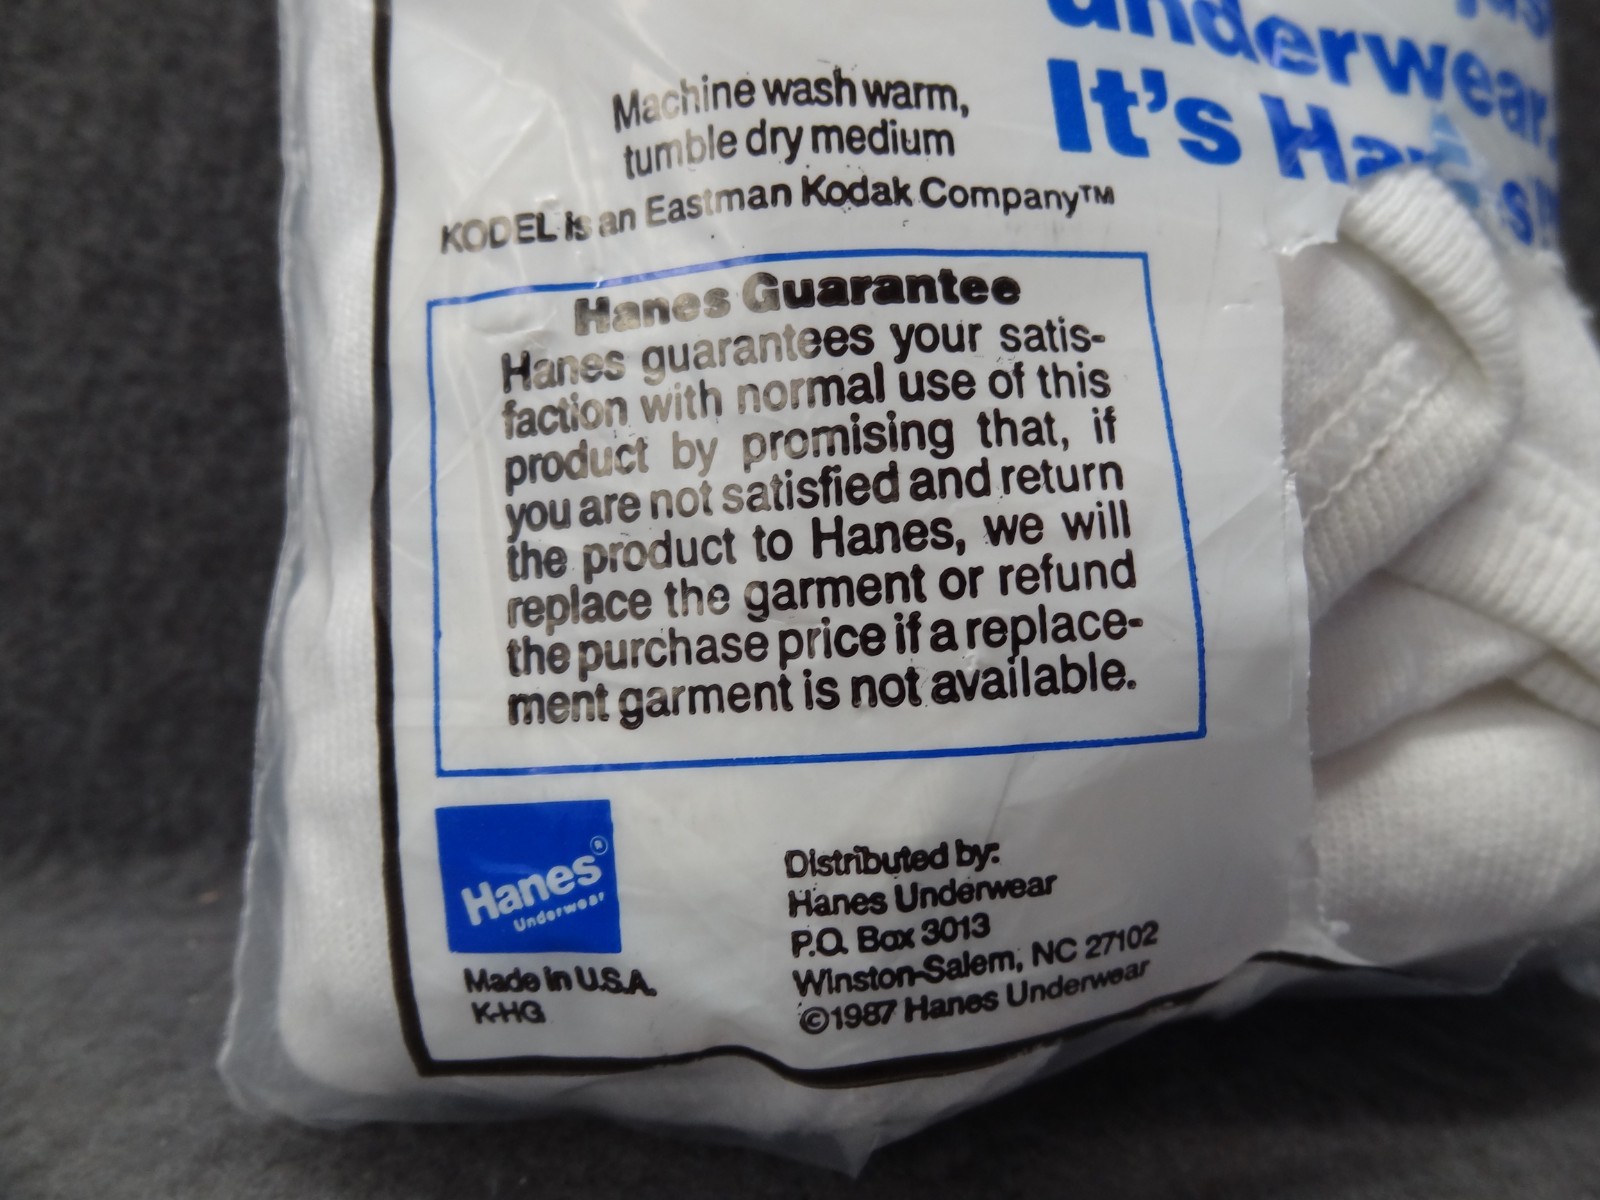 underwear.
It's
Machine wash warm,
tumble dry medium
KODEL is an Eastman Kodak Company™
Hanes Guarantee
Hanes guarantees your satis-
faction with normal use of this
product by promising that, if
you are not satisfied and return
the product to Hanes, we will
replace the garment or refund
the purchase price if a replace-
ment garment is not available.
Hanes®
Underwear
Made in U.S.A.
K-HG
Distributed by:
Hanes Underwear
P.O. Box 3013
Winston-Salem, NC 27102
©1987 Hanes Underwear